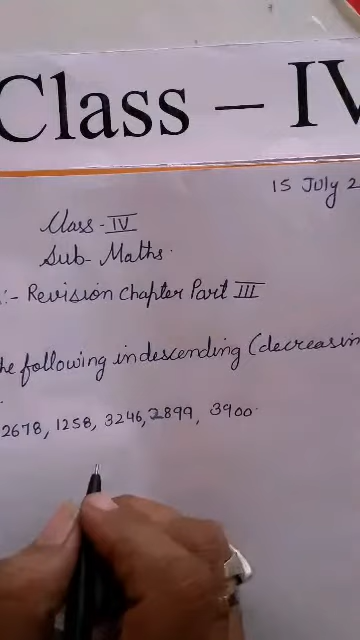 Class – IV
15 July 2
Class - IV
Sub- Maths.
:- Revision Chapter Part III
he following in descending (decreasin
2678, 1258, 3246, 2899, 3900.